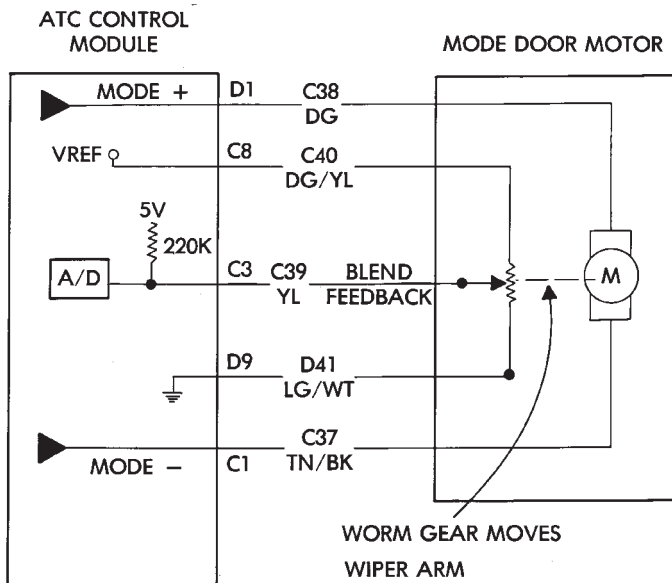 ATC CONTROL
MODULE
MODE DOOR MOTOR
MODE +
D1
C38
DG
VREF
C8
C40
DG/YL
5V
220K
A/D
C3
C39
YL
BLEND
FEEDBACK
M
D9
D41
LG/WT
MODE -
C1
C37
TN/BK
WORM GEAR MOVES
WIPER ARM